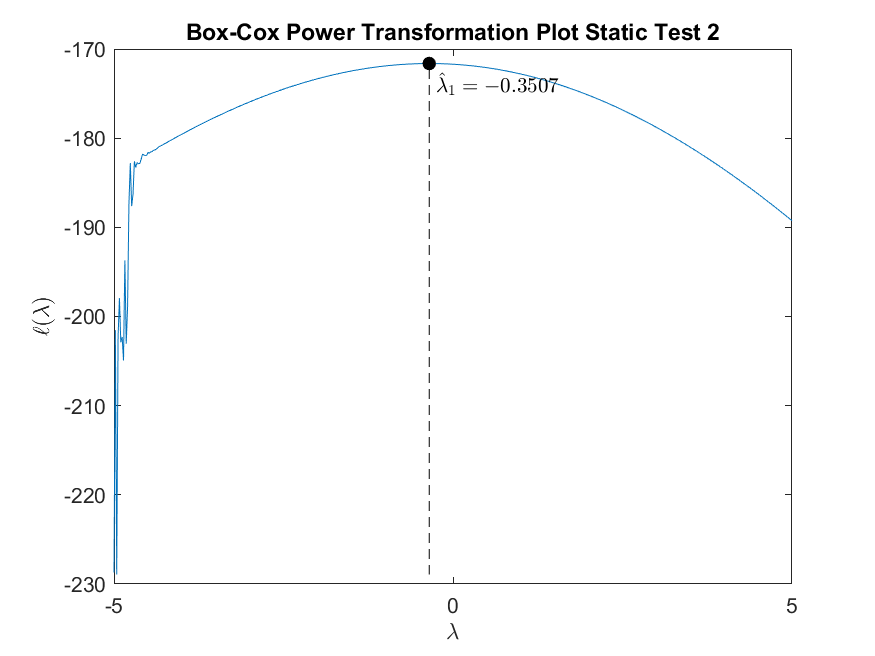 Box-Cox Power Transformation Plot Static Test 2
-170
-180
-190
-200
-210
-220
-230
ℓ(λ)
λ̂₁ = −0.3507
-5
0
5
λ